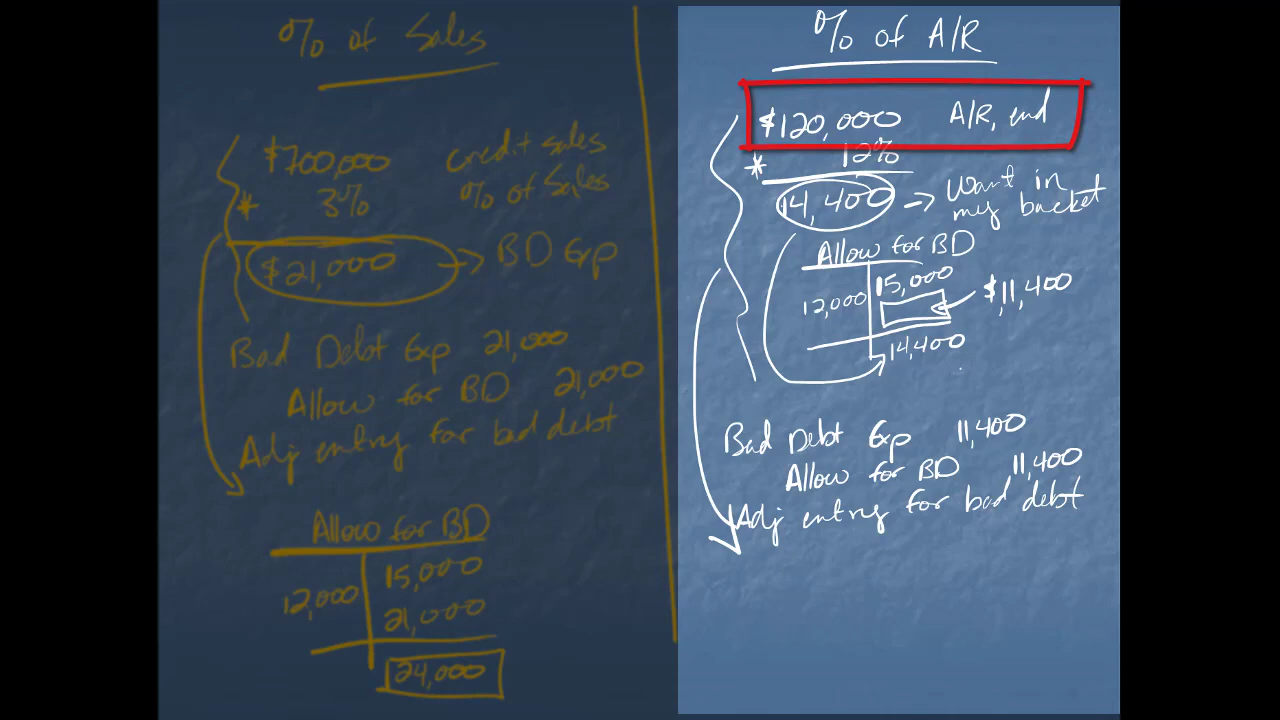 % of Sales
$700,000 credit sales
* 3% % of Sales
$21,000 → BD Exp
Bad Debt Exp 21,000
Allow for BD 21,000
Adj entry for bad debt
Allow for BD
15,000
12,000
21,000
24,000
% of A/R
$120,000 A/R, end
* 12%
14,400 → Want in
my bucket
Allow for BD
15,000
12,000 $11,400
14,400
Bad Debt Exp 11,400
Allow for BD 11,400
Adj entry for bad debt